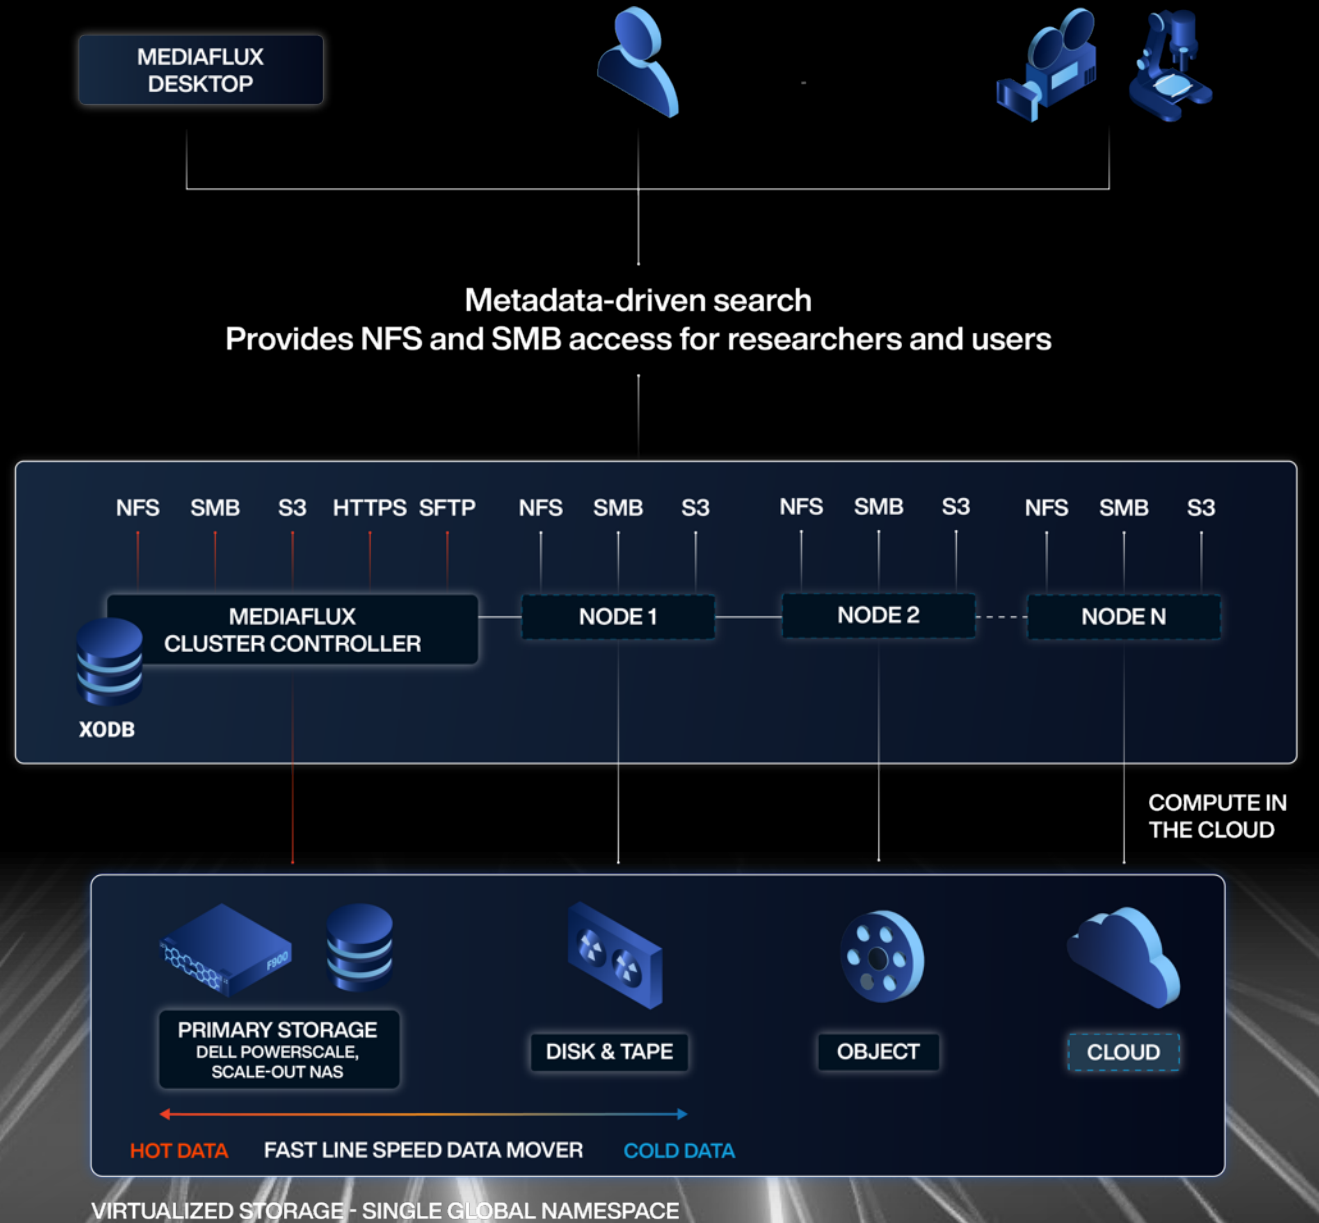 MEDIAFLUX
DESKTOP
Metadata-driven search
Provides NFS and SMB access for researchers and users
NFS SMB S3 HTTPS SFTP NFS SMB S3 NFS SMB S3 NFS SMB S3
MEDIAFLUX
CLUSTER CONTROLLER
NODE 1
NODE 2
NODE N
XODB
COMPUTE IN
THE CLOUD
F900
PRIMARY STORAGE
DELL POWERSCALE,
SCALE-OUT NAS
DISK & TAPE
OBJECT
CLOUD
HOT DATA FAST LINE SPEED DATA MOVER COLD DATA
VIRTUALIZED STORAGE - SINGLE GLOBAL NAMESPACE